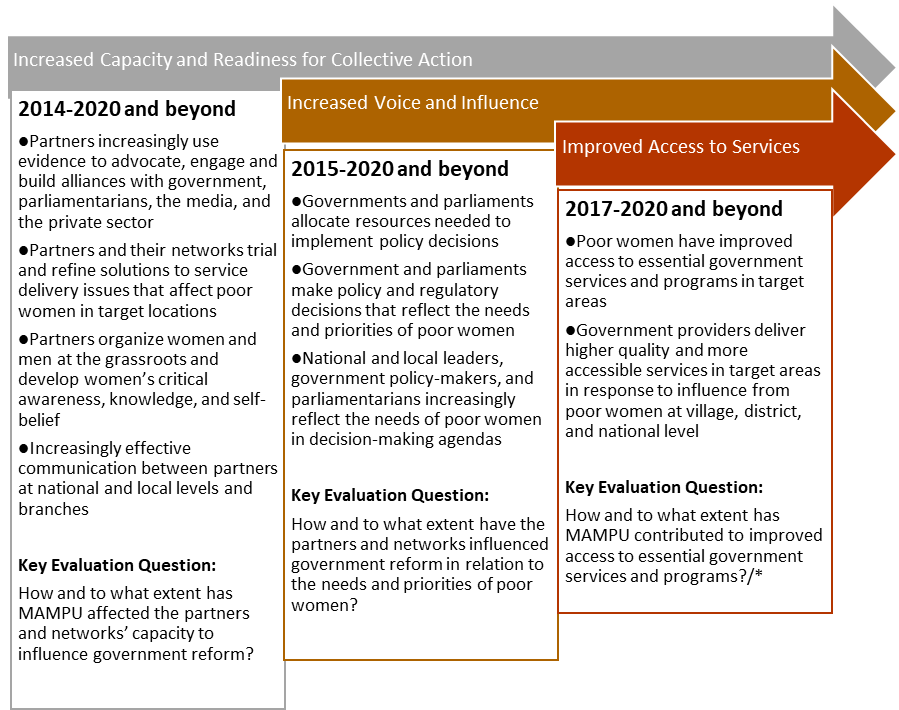 Increased Capacity and Readiness for Collective Action
2014-2020 and beyond
●Partners increasingly use
evidence to advocate, engage and
build alliances with government,
parliamentarians, the media, and
the private sector
●Partners and their networks trial
and refine solutions to service
delivery issues that affect poor
women in target locations
●Partners organize women and
men at the grassroots and
develop women’s critical
awareness, knowledge, and self-
belief
●Increasingly effective
communication between partners
at national and local levels and
branches
Key Evaluation Question:
How and to what extent has
MAMPU affected the partners
and networks’ capacity to
influence government reform?
Increased Voice and Influence
2015-2020 and beyond
●Governments and parliaments
allocate resources needed to
implement policy decisions
●Government and parliaments
make policy and regulatory
decisions that reflect the needs
and priorities of poor women
●National and local leaders,
government policy-makers, and
parliamentarians increasingly
reflect the needs of poor women
in decision-making agendas
Key Evaluation Question:
How and to what extent have the
partners and networks influenced
government reform in relation to
the needs and priorities of poor
women?
Improved Access to Services
2017-2020 and beyond
●Poor women have improved
access to essential government
services and programs in target
areas
●Government providers deliver
higher quality and more
accessible services in target areas
in response to influence from
poor women at village, district,
and national level
Key Evaluation Question:
How and to what extent has
MAMPU contributed to improved
access to essential government
services and programs?/*